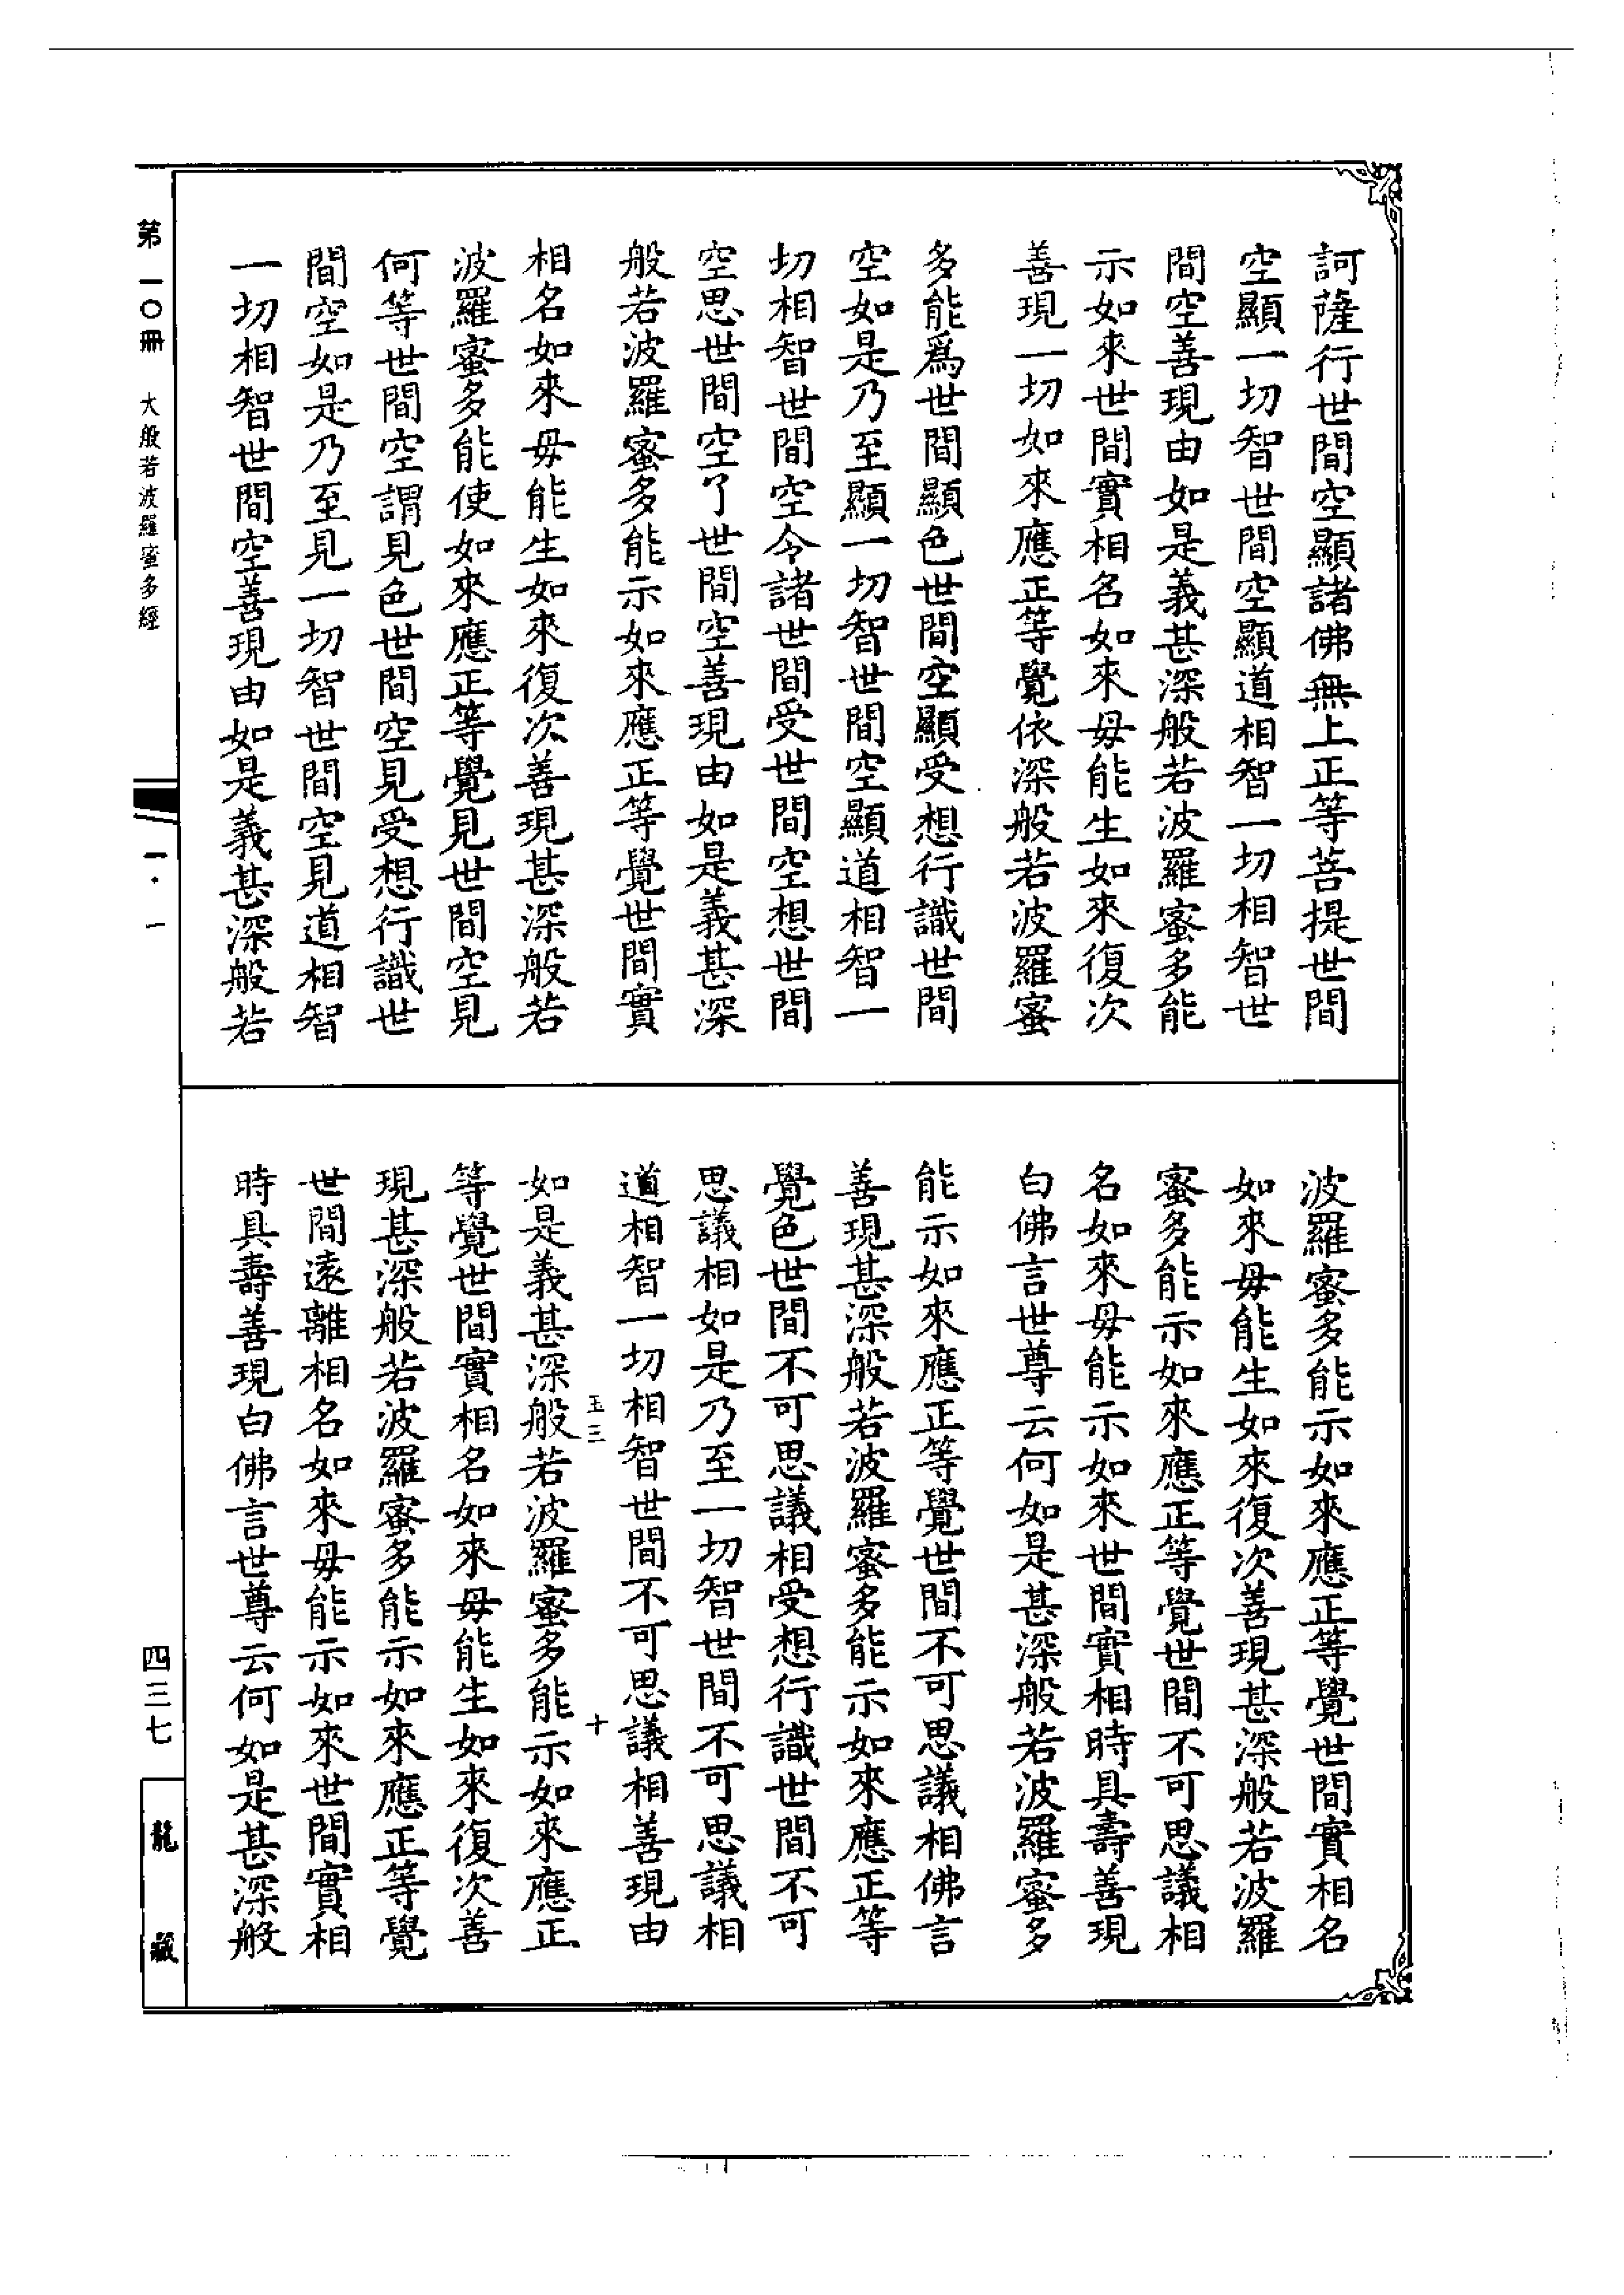 訶薩行世間空顯諸佛無上正等菩提世間
空顯一切智世間空顯道相智一切相智世
間空善現由如是義甚深般若波羅蜜多能
示如來世間實相名如來母能生如來復次
善現一切如來應正等覺依深般若波羅蜜
多能爲世間顯色世間空顯受想行識世間
空如是乃至顯一切智世間空顯道相智一
切相智世間空令諸世間受世間空想世間
空思世間空了世間空善現由如是義甚深
般若波羅蜜多能示如來應正等覺世間實
相名如來母能生如來復次善現甚深般若
波羅蜜多能使如來應正等覺見世間空見
何等世間空謂見色世間空見受想行識世
間空如是乃至見一切智世間空見道相智
一切相智世間空善現由如是義甚深般若
波羅蜜多能示如來應正等覺世間實相名
如來母能生如來復次善現甚深般若波羅
蜜多能示如來應正等覺世間不可思議相
名如來母能示如來世間實相時具壽善現
白佛言世尊云何如是甚深般若波羅蜜多
能示如來應正等覺世間不可思議相佛言
善現甚深般若波羅蜜多能示如來應正等
覺色世間不可思議相受想行識世間不可
思議相如是乃至一切智世間不可思議相
道相智一切相智世間不可思議相善現由
玉三 十
如是義甚深般若波羅蜜多能示如來應正
等覺世間實相名如來母能生如來復次善
現甚深般若波羅蜜多能示如來應正等覺
世間遠離相名如來母能示如來世間實相
時具壽善現白佛言世尊云何如是甚深般
第一〇冊 大般若波羅蜜多經
一·一
四三七
龍藏